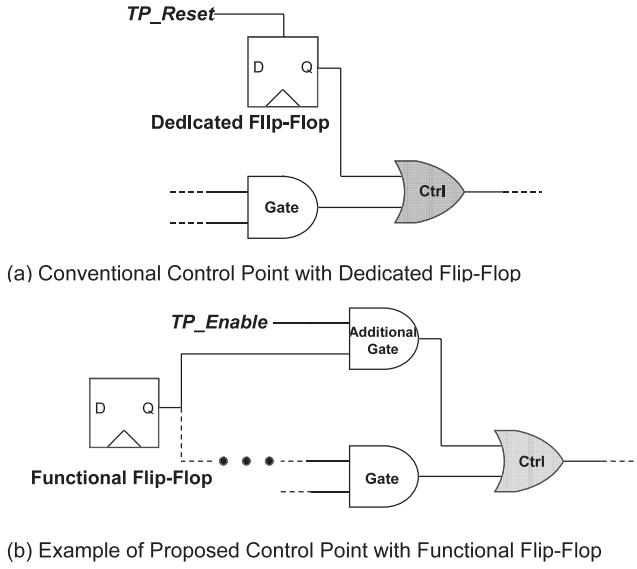 TP_Reset
D Q
Dedicated Flip-Flop
Gate
Ctrl
(a) Conventional Control Point with Dedicated Flip-Flop
TP_Enable
Additional
Gate
D Q
Functional Flip-Flop
Gate
Ctrl
(b) Example of Proposed Control Point with Functional Flip-Flop